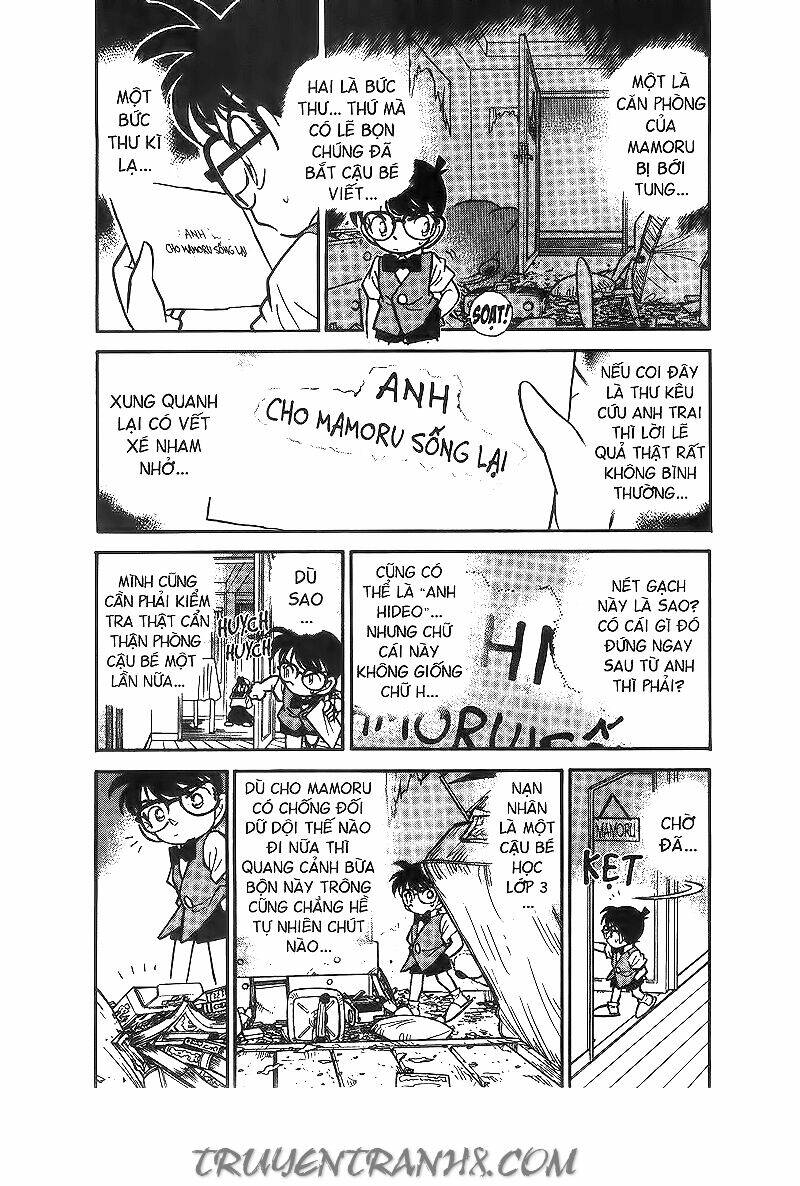 MỘT LÀ
CĂN PHÒNG
CỦA
MAMORU
BỊ BỚI
TUNG...
HAI LÀ BỨC
THƯ... THỨ MÀ
CÓ LẼ BỌN
CHÚNG ĐÃ
BẮT CẬU BÉ
VIẾT...
SOẠT!
MỘT
BỨC
THƯ KÌ
LẠ...
ANH
CHO MAMORU SỐNG LẠI
NẾU COI ĐÂY
LÀ THƯ KÊU
CỨU ANH TRAI
THÌ LỜI LẼ
QUẢ THẬT RẤT
KHÔNG BÌNH
THƯỜNG...
ANH
CHO MAMORU SỐNG LẠI
XUNG QUANH
LẠI CÓ VẾT
XÉ NHAM
NHỞ...
NÉT GẠCH
NÀY LÀ SAO?
CÓ CÁI GÌ ĐÓ
ĐỨNG NGAY
SAU TỪ ANH
THÌ PHẢI?
CŨNG CÓ
THỂ LÀ "ANH
HIDEO"...
NHƯNG CHỮ
CÁI NÀY
KHÔNG GIỐNG
CHỮ H...
HI
MORU SỐ
DÙ
SAO
...
HUỲCH
HUỲCH
MÌNH CŨNG
CẦN PHẢI KIỂM
TRA THẬT CẨN
THẬN PHÒNG
CẬU BÉ MỘT
LẦN NỮA...
CHỜ
ĐÃ...
MAMORU
KẸT
NẠN
NHÂN
LÀ MỘT
CẬU BÉ
HỌC
LỚP 3
...
DÙ CHO MAMORU
CÓ CHỐNG ĐỐI
DỮ DỘI THẾ NÀO
ĐI NỮA THÌ
QUANG CẢNH BỪA
BỘN NÀY TRÔNG
CŨNG CHẲNG HỀ
TỰ NHIÊN CHÚT
NÀO...
TRUYENTRANH8.COM